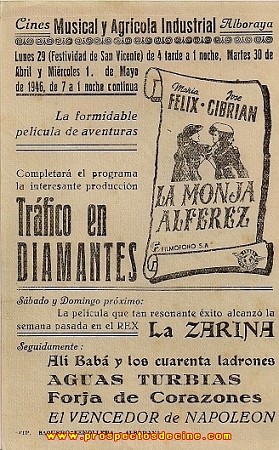 Cines Musical y Agrícola Industrial Alboraya
Lunes 29 (Festividad de San Vicente) de 4 tarde a 1 noche, Martes 30 de
Abril y Miércoles 1. de Mayo
de 1946, de 7 a 1 noche continua
La formidable
película de aventuras
María José
FELIX · CIBRIAN
LA MONJA
ALFEREZ
FILMOFONO S.A.
Completará el programa
la interesante producción
Tráfico en
DIAMANTES
Sábado y Domingo próximo:
La película que tan resonante éxito alcanzó la
semana pasada en el REX La ZARINA
Seguidamente:
Alí Babá y los cuarenta ladrones
AGUAS TURBIAS
Forja de Corazones
El VENCEDOR de NAPOLEON
www.prospectosdecine.com